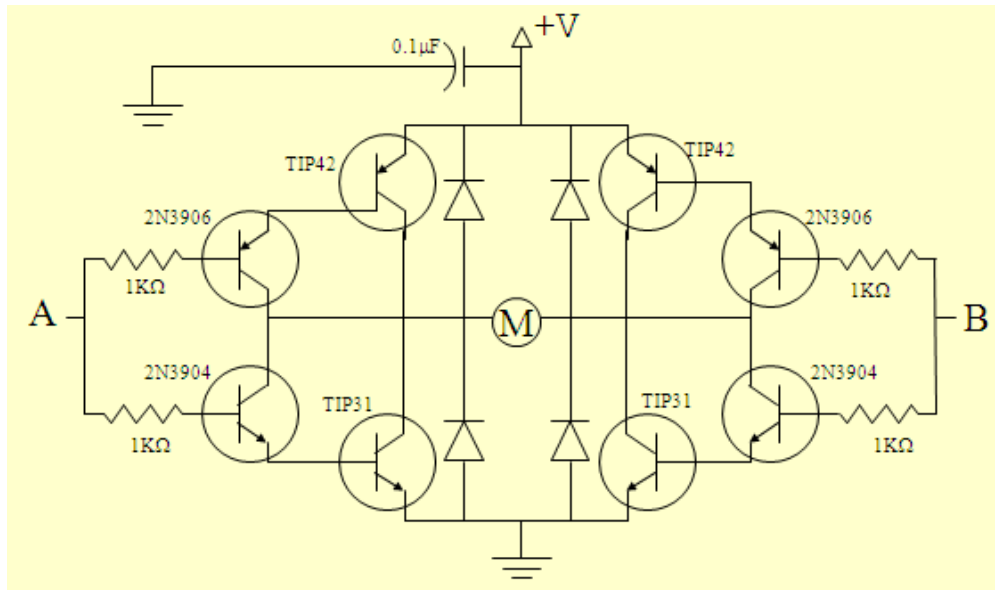 +V
0.1µF
TIP42
TIP42
2N3906
2N3906
1KΩ
1KΩ
A
M
B
2N3904
2N3904
TIP31
TIP31
1KΩ
1KΩ